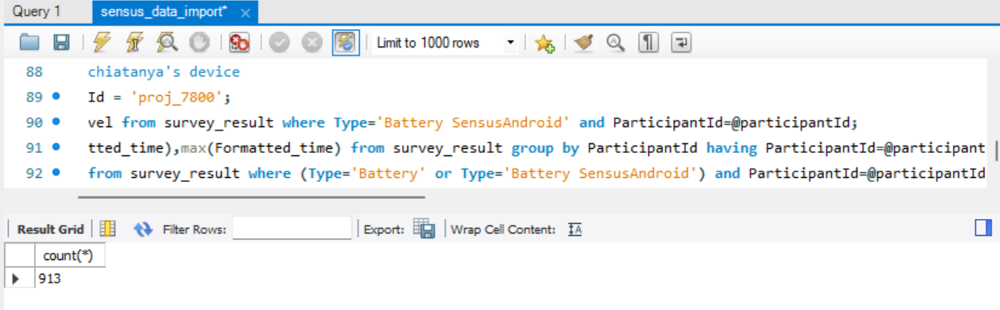 Query 1 sensus_data_import* ×
Limit to 1000 rows
88 chiatanya's device
89 Id = 'proj_7800';
90 vel from survey_result where Type='Battery SensusAndroid' and ParticipantId=@participantId;
91 tted_time),max(Formatted_time) from survey_result group by ParticipantId having ParticipantId=@participant
92 from survey_result where (Type='Battery' or Type='Battery SensusAndroid') and ParticipantId=@participantId
Result Grid Filter Rows: Export: Wrap Cell Content: IA
count(*)
913